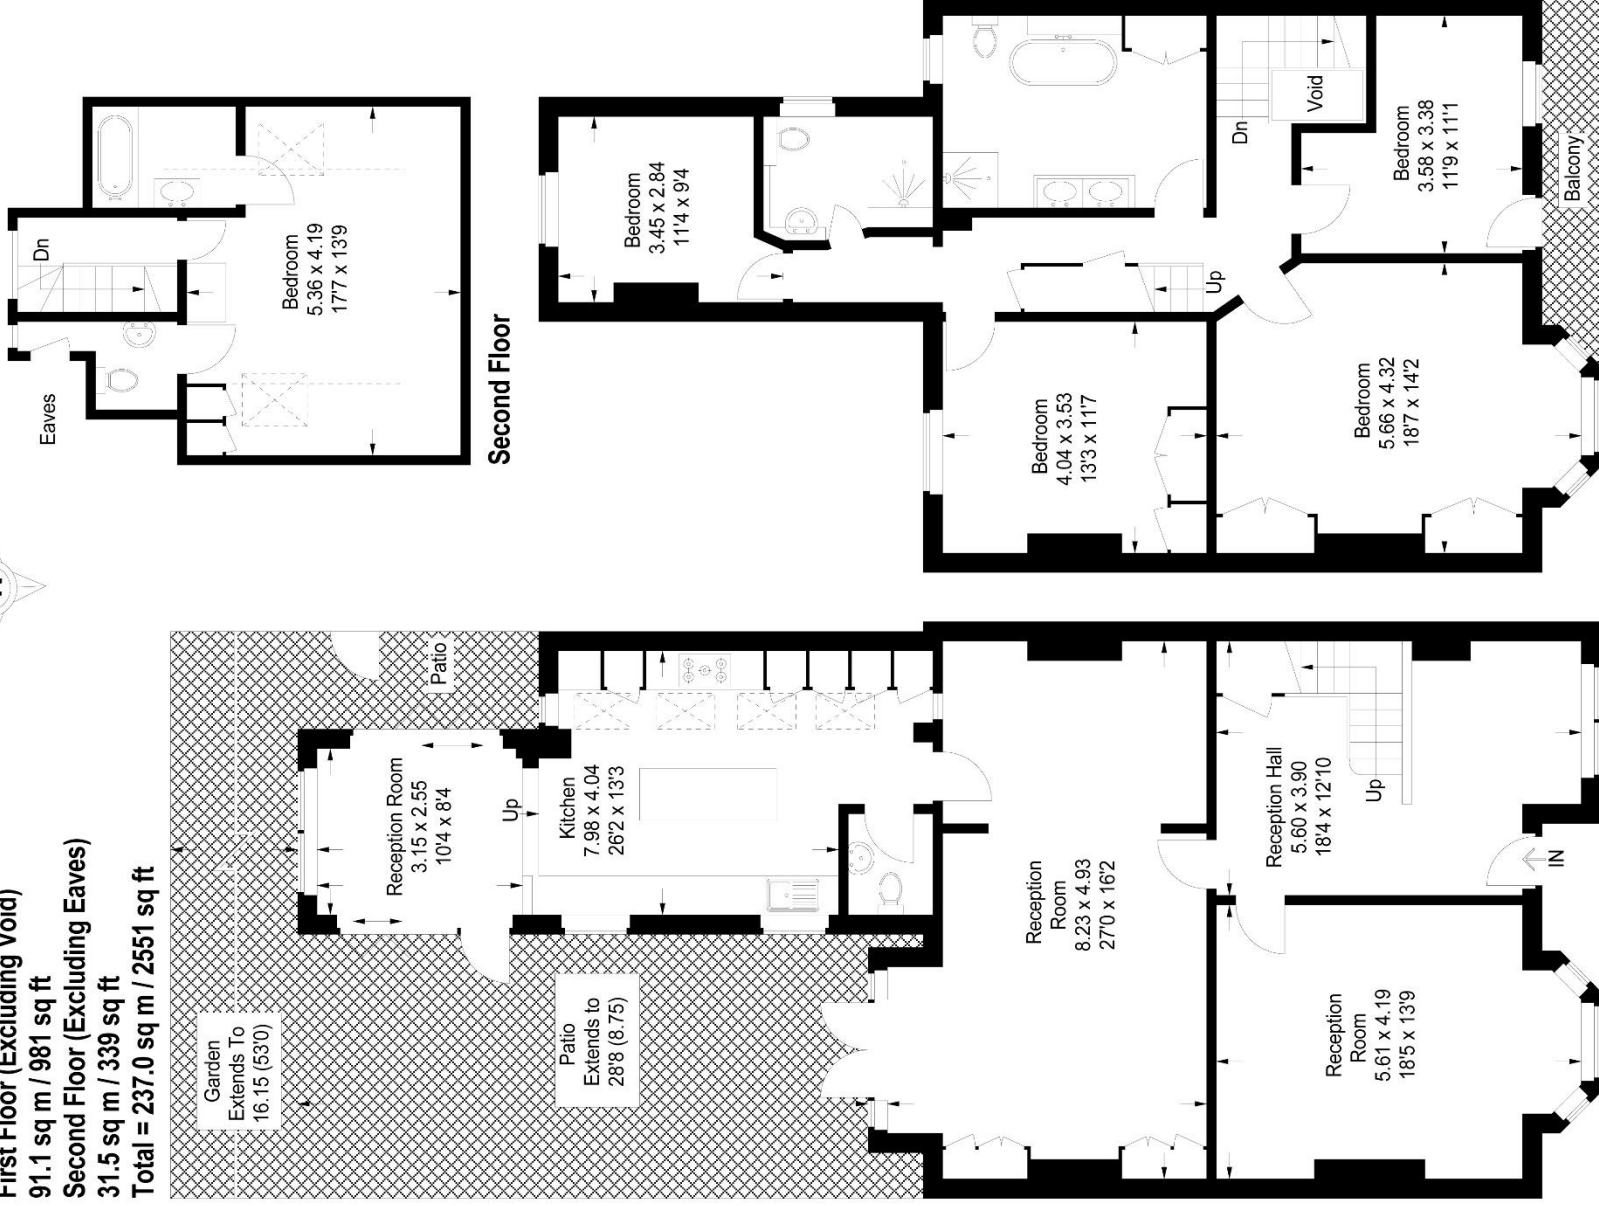 First Floor (Excluding Void)
91.1 sq m / 981 sq ft
Second Floor (Excluding Eaves)
31.5 sq m / 339 sq ft
Total = 237.0 sq m / 2551 sq ft
Eaves
Dn
Bedroom
5.36 x 4.19
17'7 x 13'9
Second Floor
Bedroom
3.45 x 2.84
11'4 x 9'4
Dn
Void
Bedroom
3.58 x 3.38
11'9 x 11'1
Balcony
Up
Bedroom
4.04 x 3.53
13'3 x 11'7
Bedroom
5.66 x 4.32
18'7 x 14'2
Garden
Extends To
16.15 (53'0)
Patio
Reception Room
3.15 x 2.55
10'4 x 8'4
Up
Kitchen
7.98 x 4.04
26'2 x 13'3
Patio
Extends to
28'8 (8.75)
Reception
Room
8.23 x 4.93
27'0 x 16'2
Reception Hall
5.60 x 3.90
18'4 x 12'10
Up
IN
Reception
Room
5.61 x 4.19
18'5 x 13'9